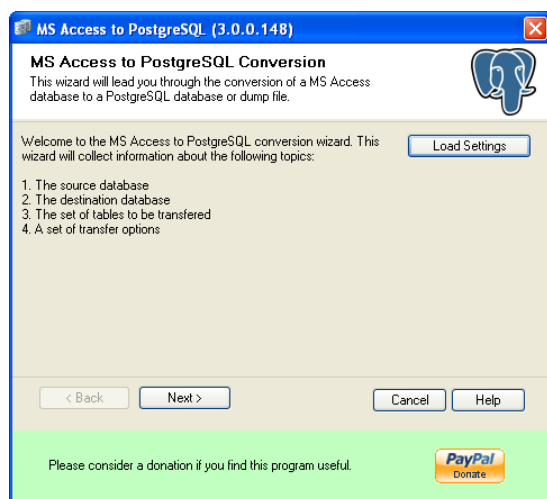 MS Access to PostgreSQL (3.0.0.148)
MS Access to PostgreSQL Conversion
This wizard will lead you through the conversion of a MS Access
database to a PostgreSQL database or dump file.
Welcome to the MS Access to PostgreSQL conversion wizard. This
wizard will collect information about the following topics:
Load Settings
1. The source database
2. The destination database
3. The set of tables to be transfered
4. A set of transfer options
< Back
Next >
Cancel
Help
Please consider a donation if you find this program useful.
PayPal
Donate